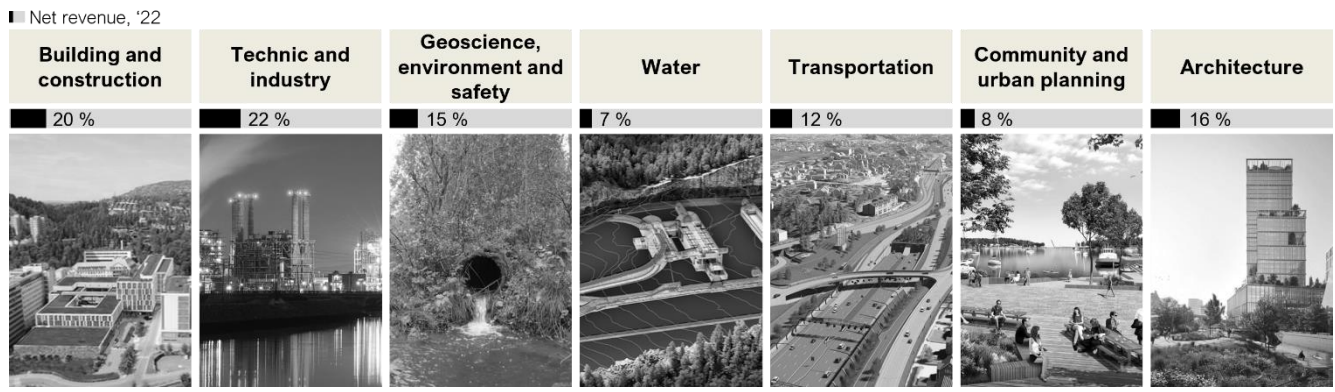 Net revenue, ‘22
Building and
construction
20 %
Technic and
industry
22 %
Geoscience,
environment and
safety
15 %
Water
7 %
Transportation
12 %
Community and
urban planning
8 %
Architecture
16 %